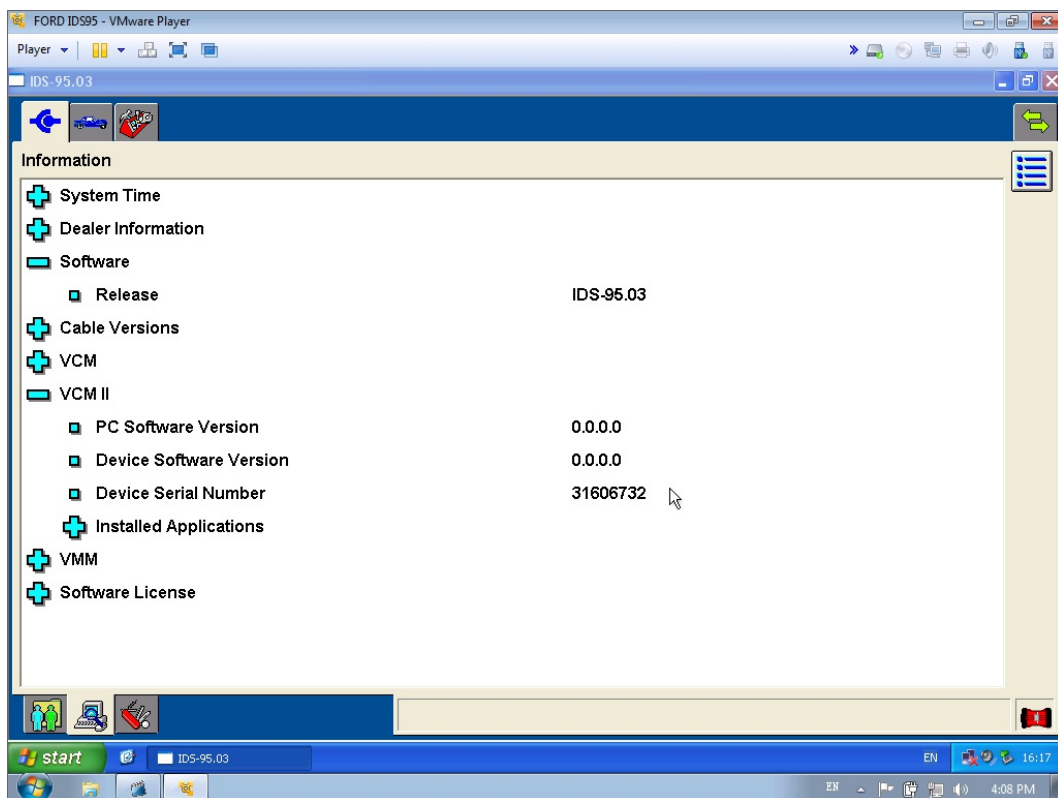 FORD IDS95 - VMware Player
Player
IDS-95.03
Information
System Time
Dealer Information
Software
Release IDS-95.03
Cable Versions
VCM
VCM II
PC Software Version 0.0.0.0
Device Software Version 0.0.0.0
Device Serial Number 31606732
Installed Applications
VMM
Software License
start IDS-95.03 EN 16:17
EN 4:08 PM